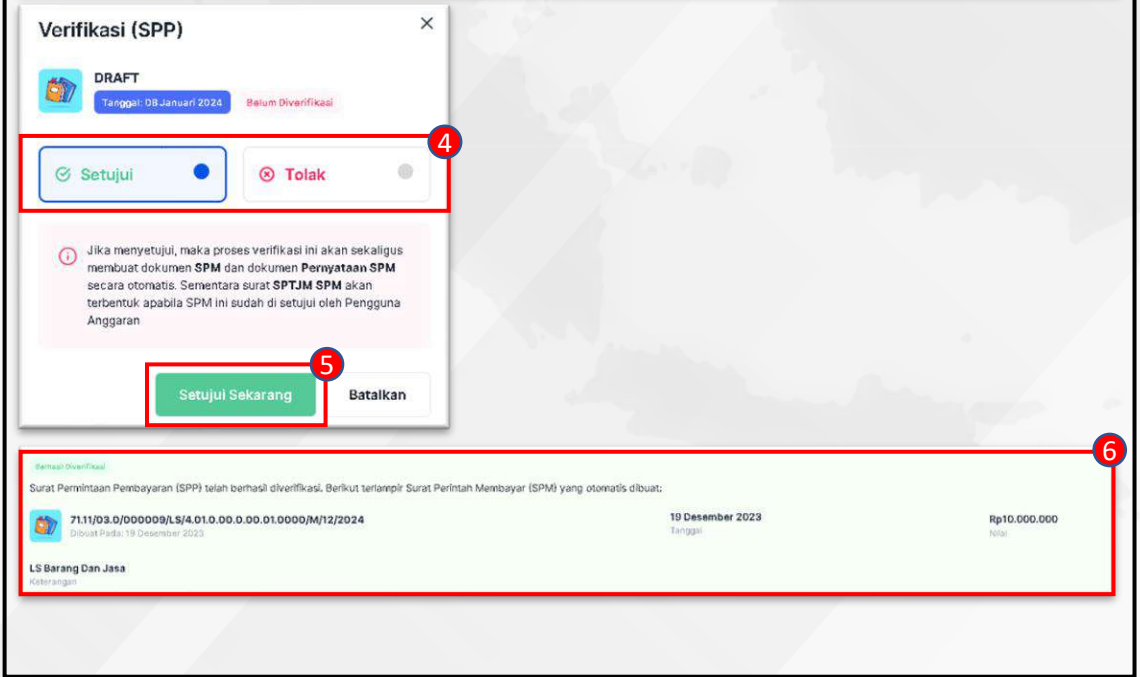 Verifikasi (SPP)
DRAFT
Tanggal: 08 Januari 2024 Belum Diverifikasi
4
Setujui Tolak
Jika menyetujui, maka proses verifikasi ini akan sekaligus
membuat dokumen SPM dan dokumen Pernyataan SPM
secara otomatis. Sementara surat SPTJM SPM akan
terbentuk apabila SPM ini sudah di setujui oleh Pengguna
Anggaran
5
Setujui Sekarang Batalkan
6
Berhasil Diverifikasi
Surat Permintaan Pembayaran (SPP) telah berhasil diverifikasi. Berikut terlampir Surat Perintah Membayar (SPM) yang otomatis dibuat:
71.11/03.0/000009/LS/4.01.0.00.0.00.01.0000/M/12/2024 19 Desember 2023 Rp10.000.000
Dibuat Pada: 19 Desember 2023 Tanggal Nilai
LS Barang Dan Jasa
Keterangan